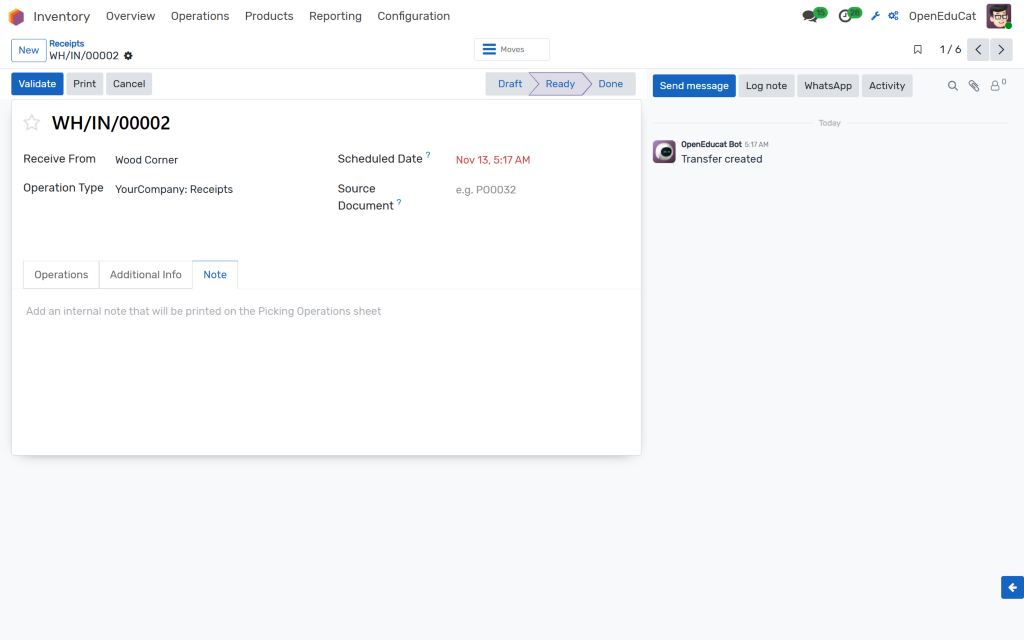 Inventory Overview Operations Products Reporting Configuration 15 28 OpenEduCat
New Receipts
WH/IN/00002
Moves
1 / 6
Validate Print Cancel Draft Ready Done
Send message Log note WhatsApp Activity 0
WH/IN/00002
Receive From Wood Corner
Scheduled Date ? Nov 13, 5:17 AM
Operation Type YourCompany: Receipts
Source
Document ? e.g. PO0032
Operations Additional Info Note
Add an internal note that will be printed on the Picking Operations sheet
Today
OpenEducat Bot 5:17 AM
Transfer created